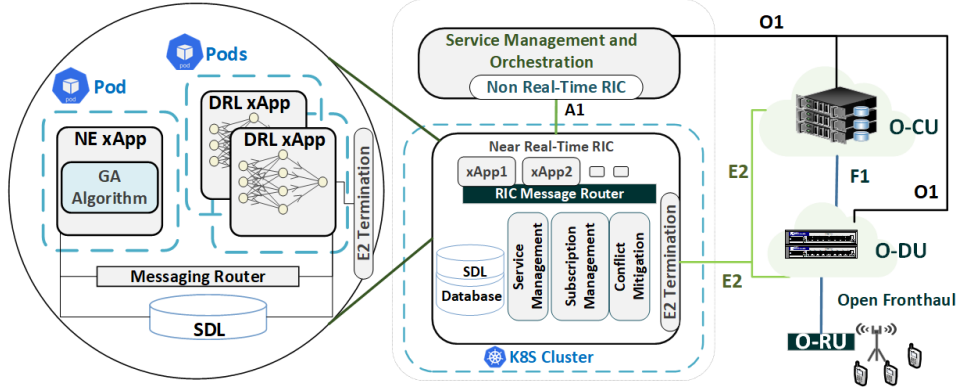 Pods
pod
Pod
pod
DRL xApp
DRL xApp
NE xApp
GA
Algorithm
E2 Termination
Messaging Router
SDL
Service Management and
Orchestration
Non Real-Time RIC
A1
Near Real-Time RIC
xApp1
xApp2
RIC Message Router
SDL
Database
Service
Management
Subscription
Management
Conflict
Mitigation
E2 Termination
K8S Cluster
O1
O-CU
E2
F1
O1
O-DU
E2
Open Fronthaul
O-RU